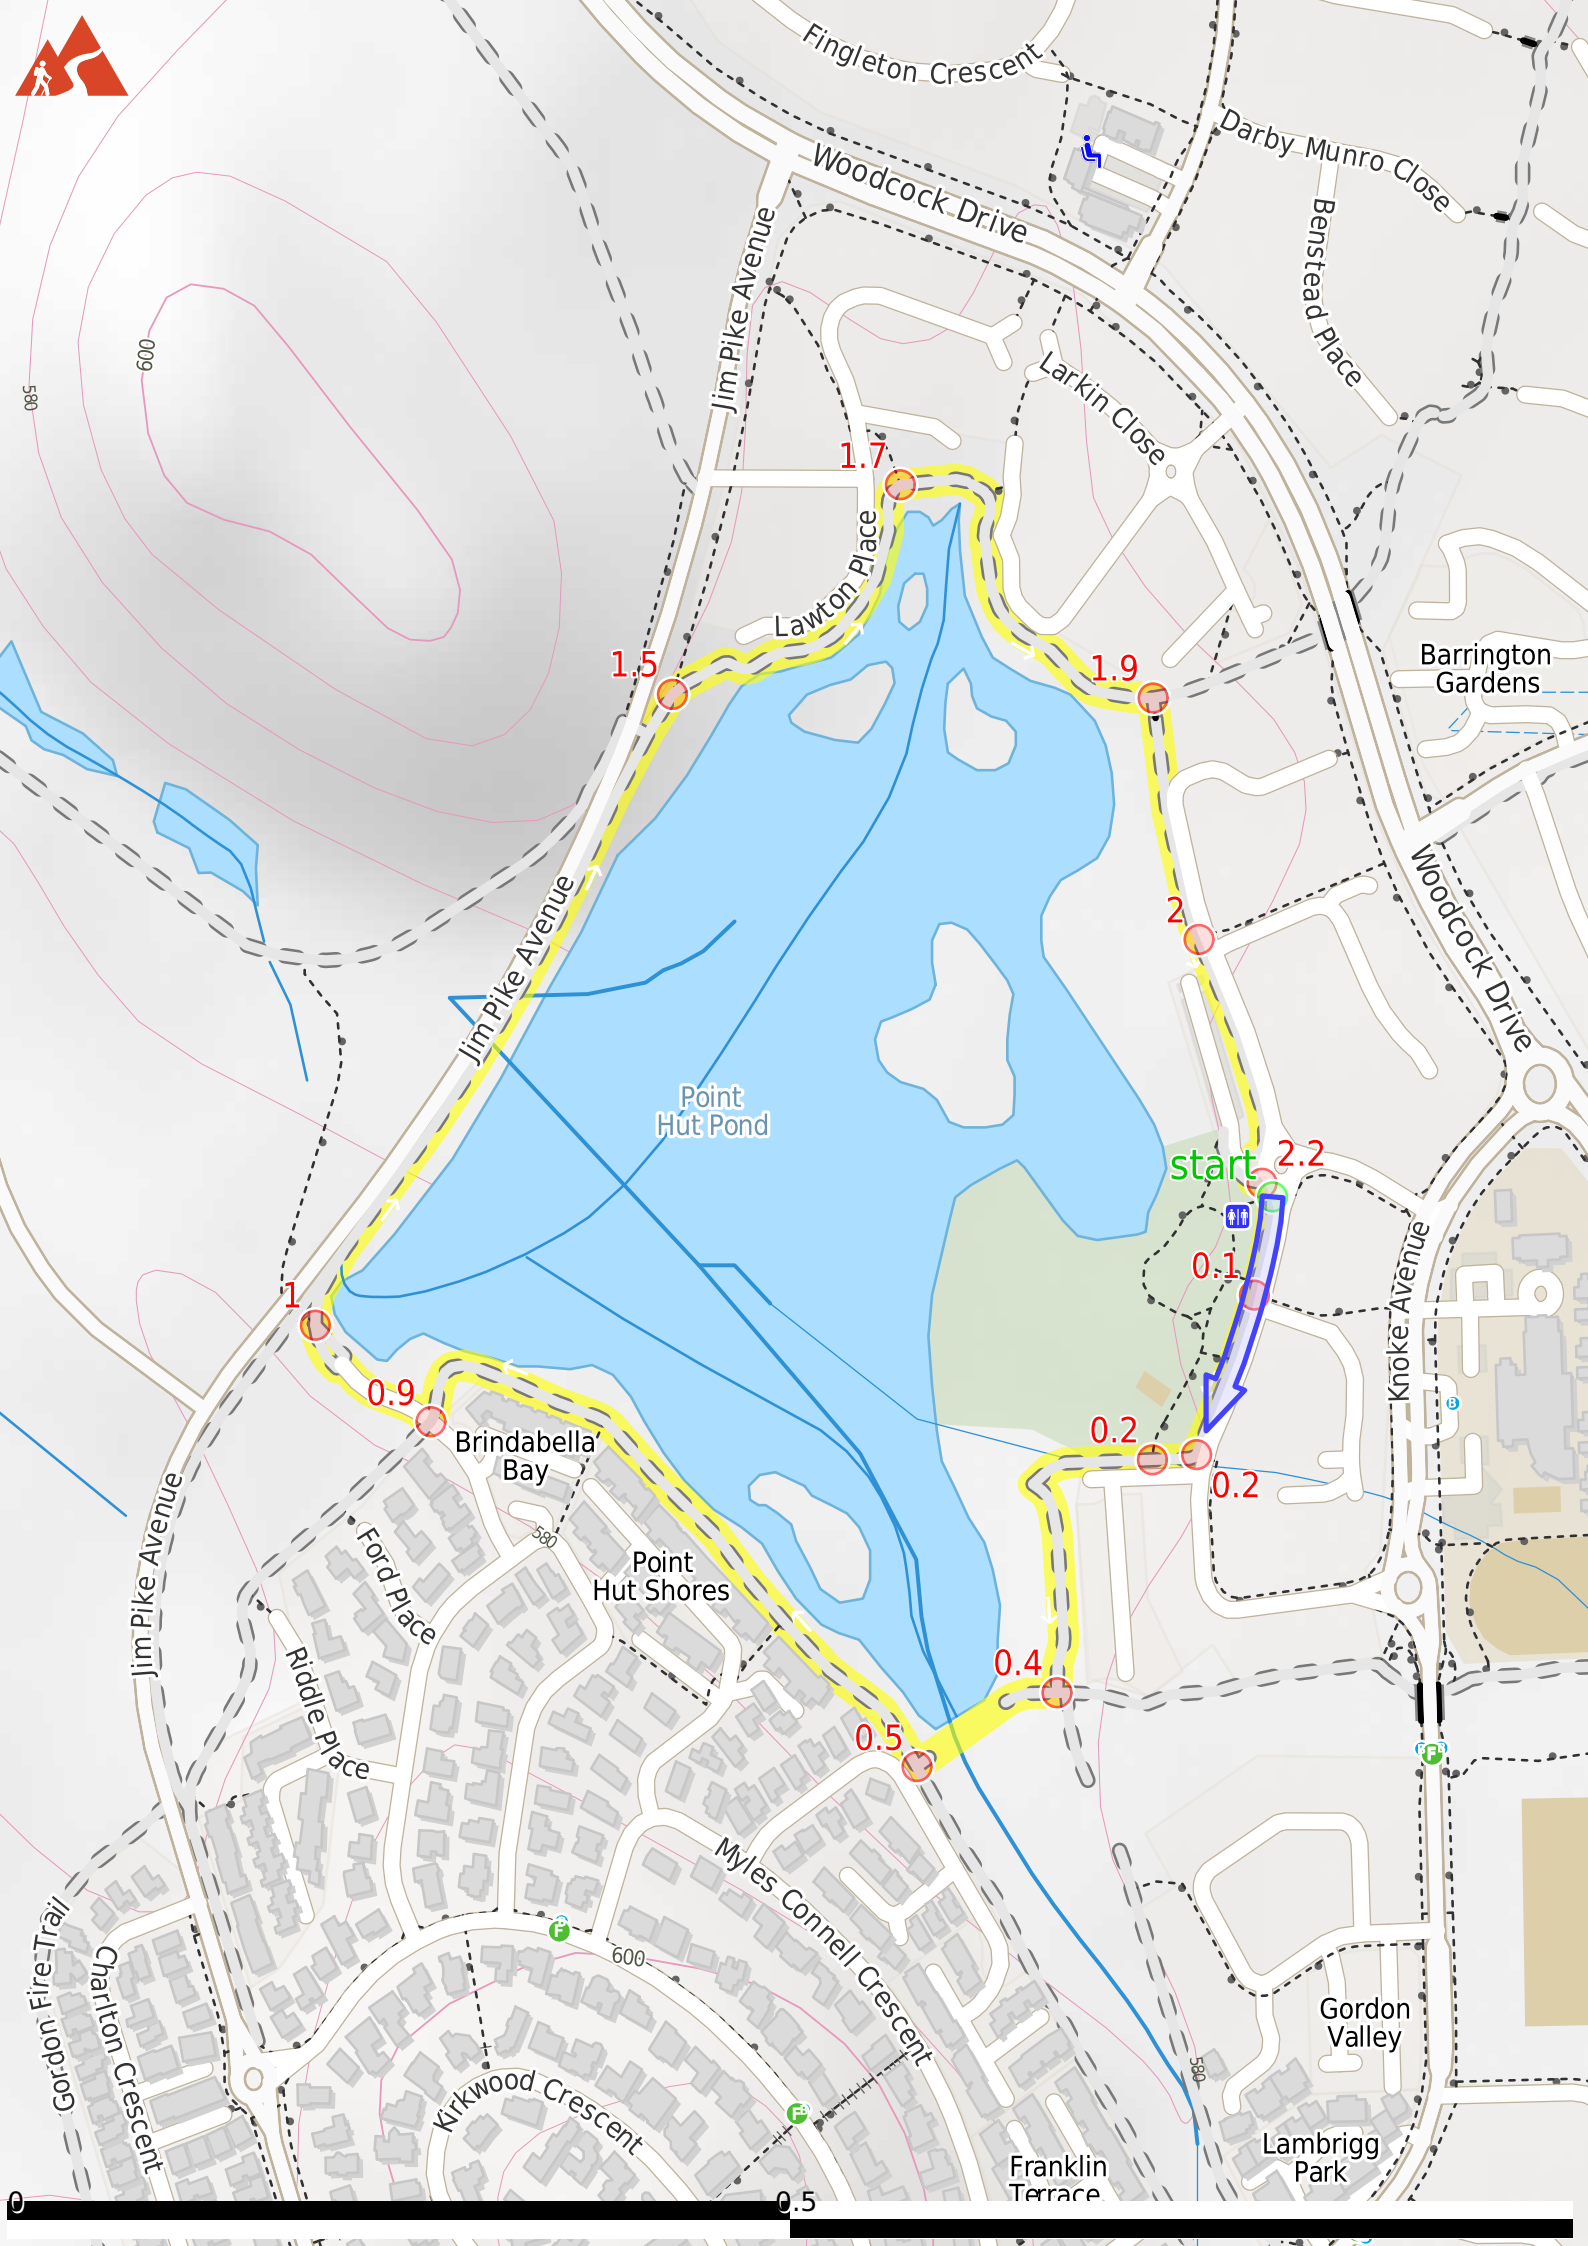 Fingleton Crescent
Woodcock Drive
Darby Munro Close
Jim Pike Avenue
Benstead Place
600
580
Larkin Close
1.7
Lawton Place
1.5
1.9
Barrington
Gardens
Woodcock Drive
2
Jim Pike Avenue
Point
Hut Pond
start
2.2
0.1
1
Knoke Avenue
0.9
B
0.2
0.2
Brindabella
Bay
580
Ford Place
Point
Hut Shores
Jim Pike Avenue
Riddle Place
0.4
0.5
F
Myles Connell Crescent
Gordon Fire Trail
Charlton Crescent
F
600
Gordon
Valley
580
Kirkwood Crescent
F
Franklin
Terrace
Lambrigg
Park
0
0.5